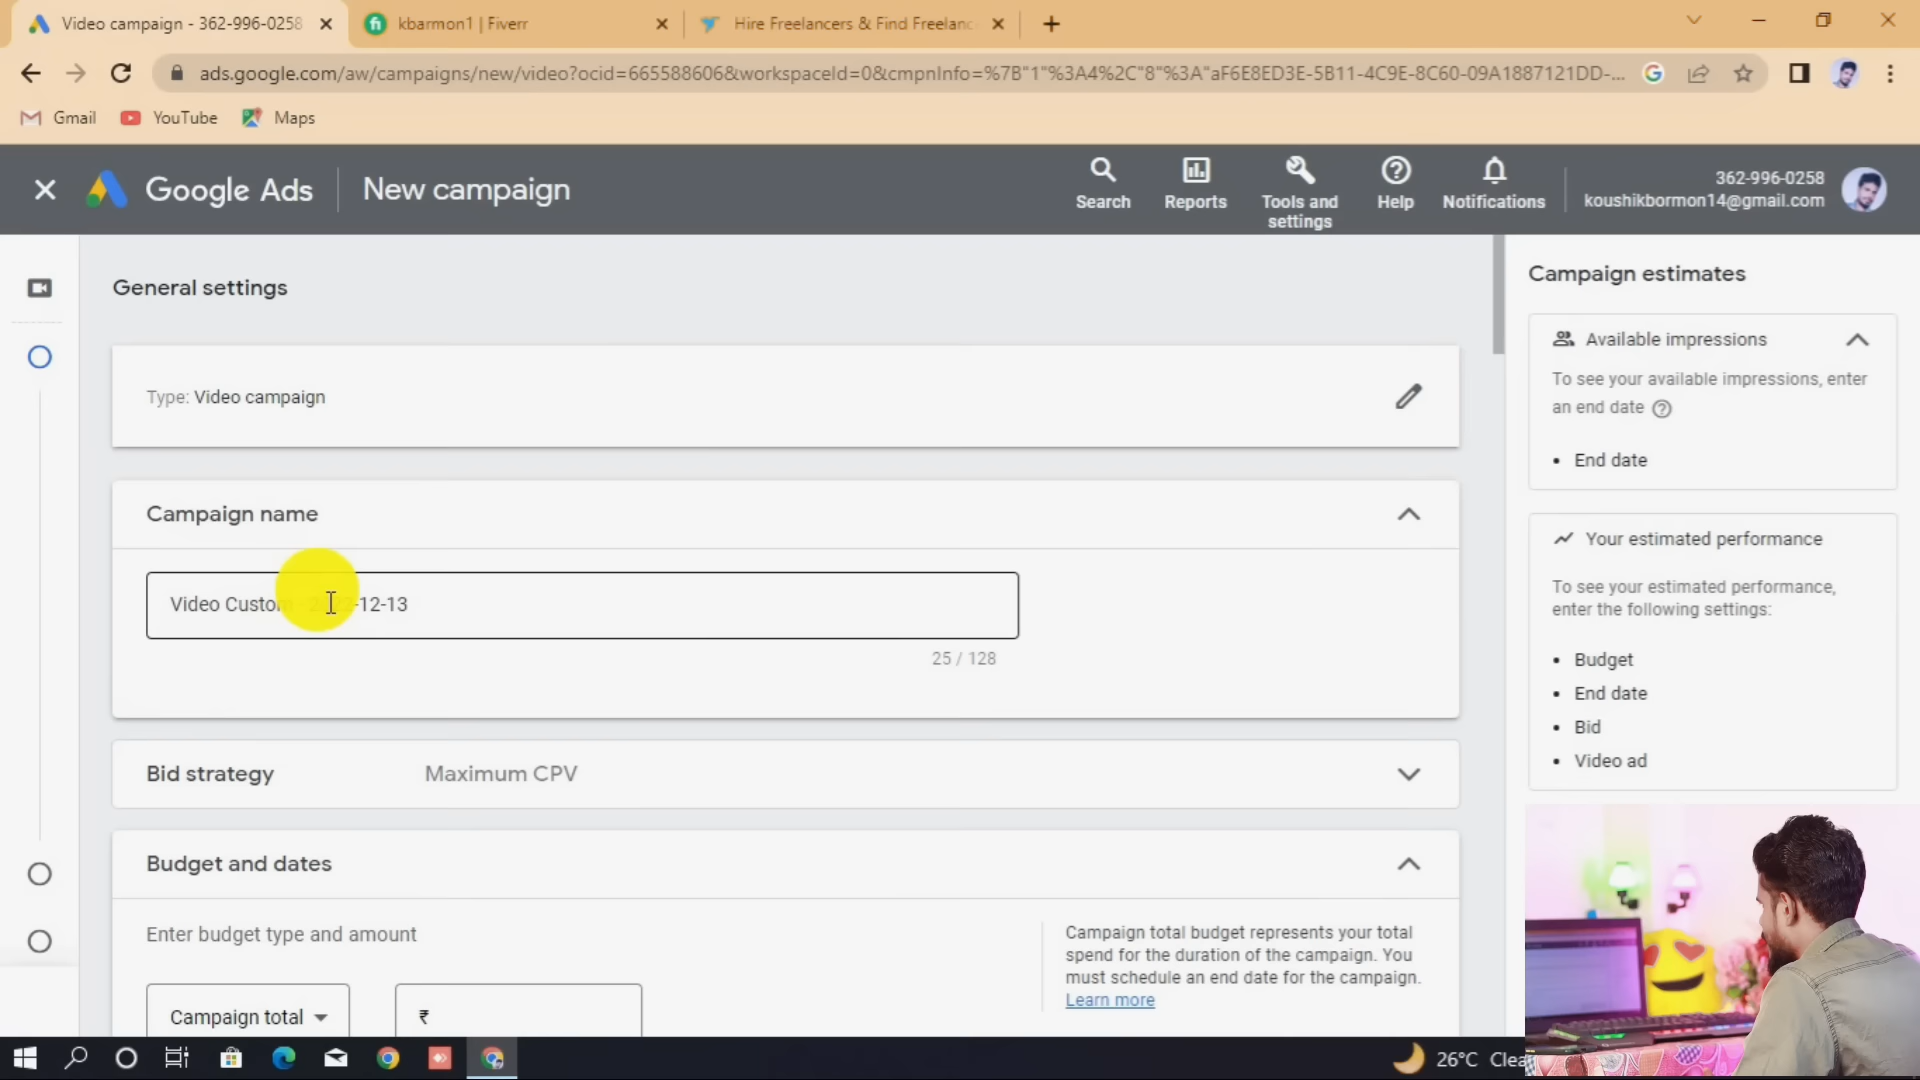 Video campaign - 362-996-0258
kbarmon1 | Fiverr
Hire Freelancers & Find Freelanc
ads.google.com/aw/campaigns/new/video?ocid=665588606&workspaceId=0&cmpnInfo=%7B"1"%3A4%2C"8"%3A"aF6E8ED3E-5B11-4C9E-8C60-09A1887121DD-...
Gmail
YouTube
Maps
Google Ads
New campaign
Search
Reports
Tools and settings
Help
Notifications
362-996-0258
koushikbormon14@gmail.com
General settings
Type: Video campaign
Campaign name
Video Custom - 2022-12-13
25 / 128
Bid strategy
Maximum CPV
Budget and dates
Enter budget type and amount
Campaign total
₹
Campaign total budget represents your total
spend for the duration of the campaign. You
must schedule an end date for the campaign.
Learn more
Campaign estimates
Available impressions
To see your available impressions, enter
an end date
• End date
Your estimated performance
To see your estimated performance,
enter the following settings:
• Budget
• End date
• Bid
• Video ad
26°C Clea